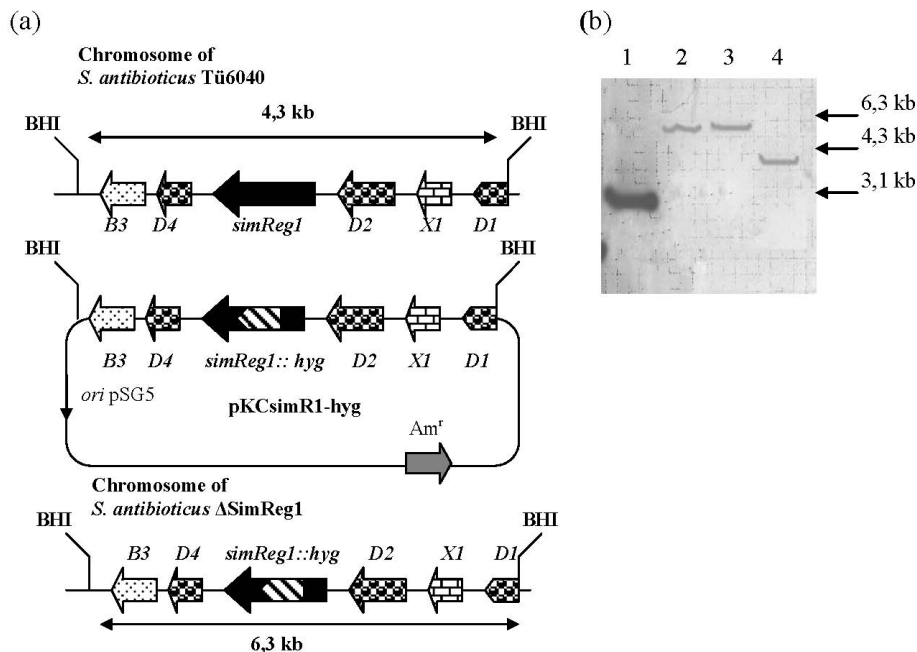 (a)
Chromosome of
S. antibioticus Tü6040
4,3 kb
BHI BHI
B3 D4 simReg1 D2 X1 D1
BHI BHI
B3 D4 simReg1:: hyg D2 X1 D1
ori pSG5
pKCsimR1-hyg
Amr
Chromosome of
S. antibioticus ΔSimReg1
BHI BHI
B3 D4 simReg1::hyg D2 X1 D1
6,3 kb
(b)
1 2 3 4
6,3 kb
4,3 kb
3,1 kb